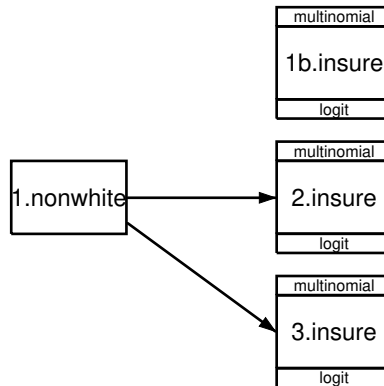 multinomial
1b.insure
logit
multinomial
1.nonwhite
2.insure
logit
multinomial
3.insure
logit